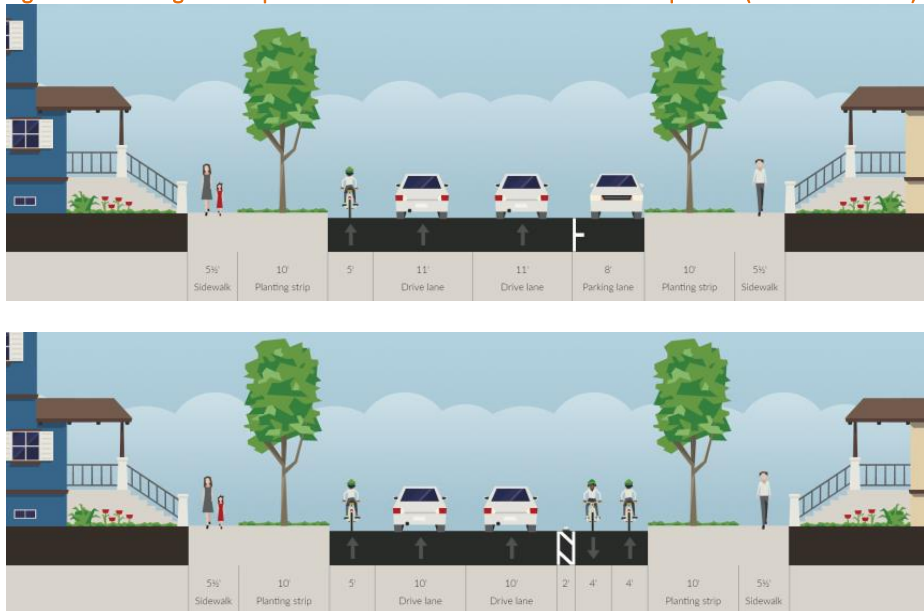 5½' 10' 5' 11' 11' 8' 10' 5½'
Sidewalk Planting strip Drive lane Drive lane Parking lane Planting strip Sidewalk
5½' 10' 5' 10' 10' 2' 4' 4' 10' 5½'
Sidewalk Planting strip Drive lane Drive lane Planting strip Sidewalk